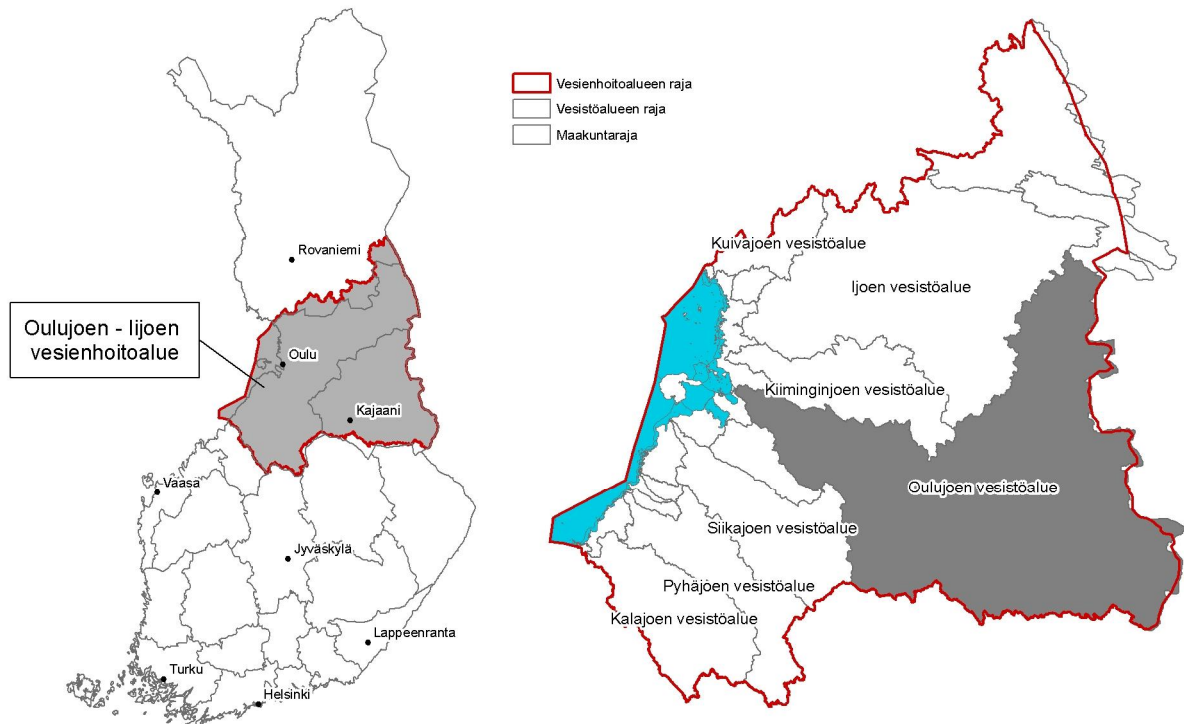 Vesienhoitoalueen raja
Vesistöalueen raja
Maakuntaraja
Rovaniemi
Oulujoen - Iijoen
vesienhoitoalue
Oulu
Kajaani
Vaasa
Jyväskylä
Lappeenranta
Turku
Helsinki
Kuivajoen vesistöalue
Iijoen vesistöalue
Kiiminginjoen vesistöalue
Oulujoen vesistöalue
Siikajoen vesistöalue
Pyhäjoen vesistöalue
Kalajoen vesistöalue